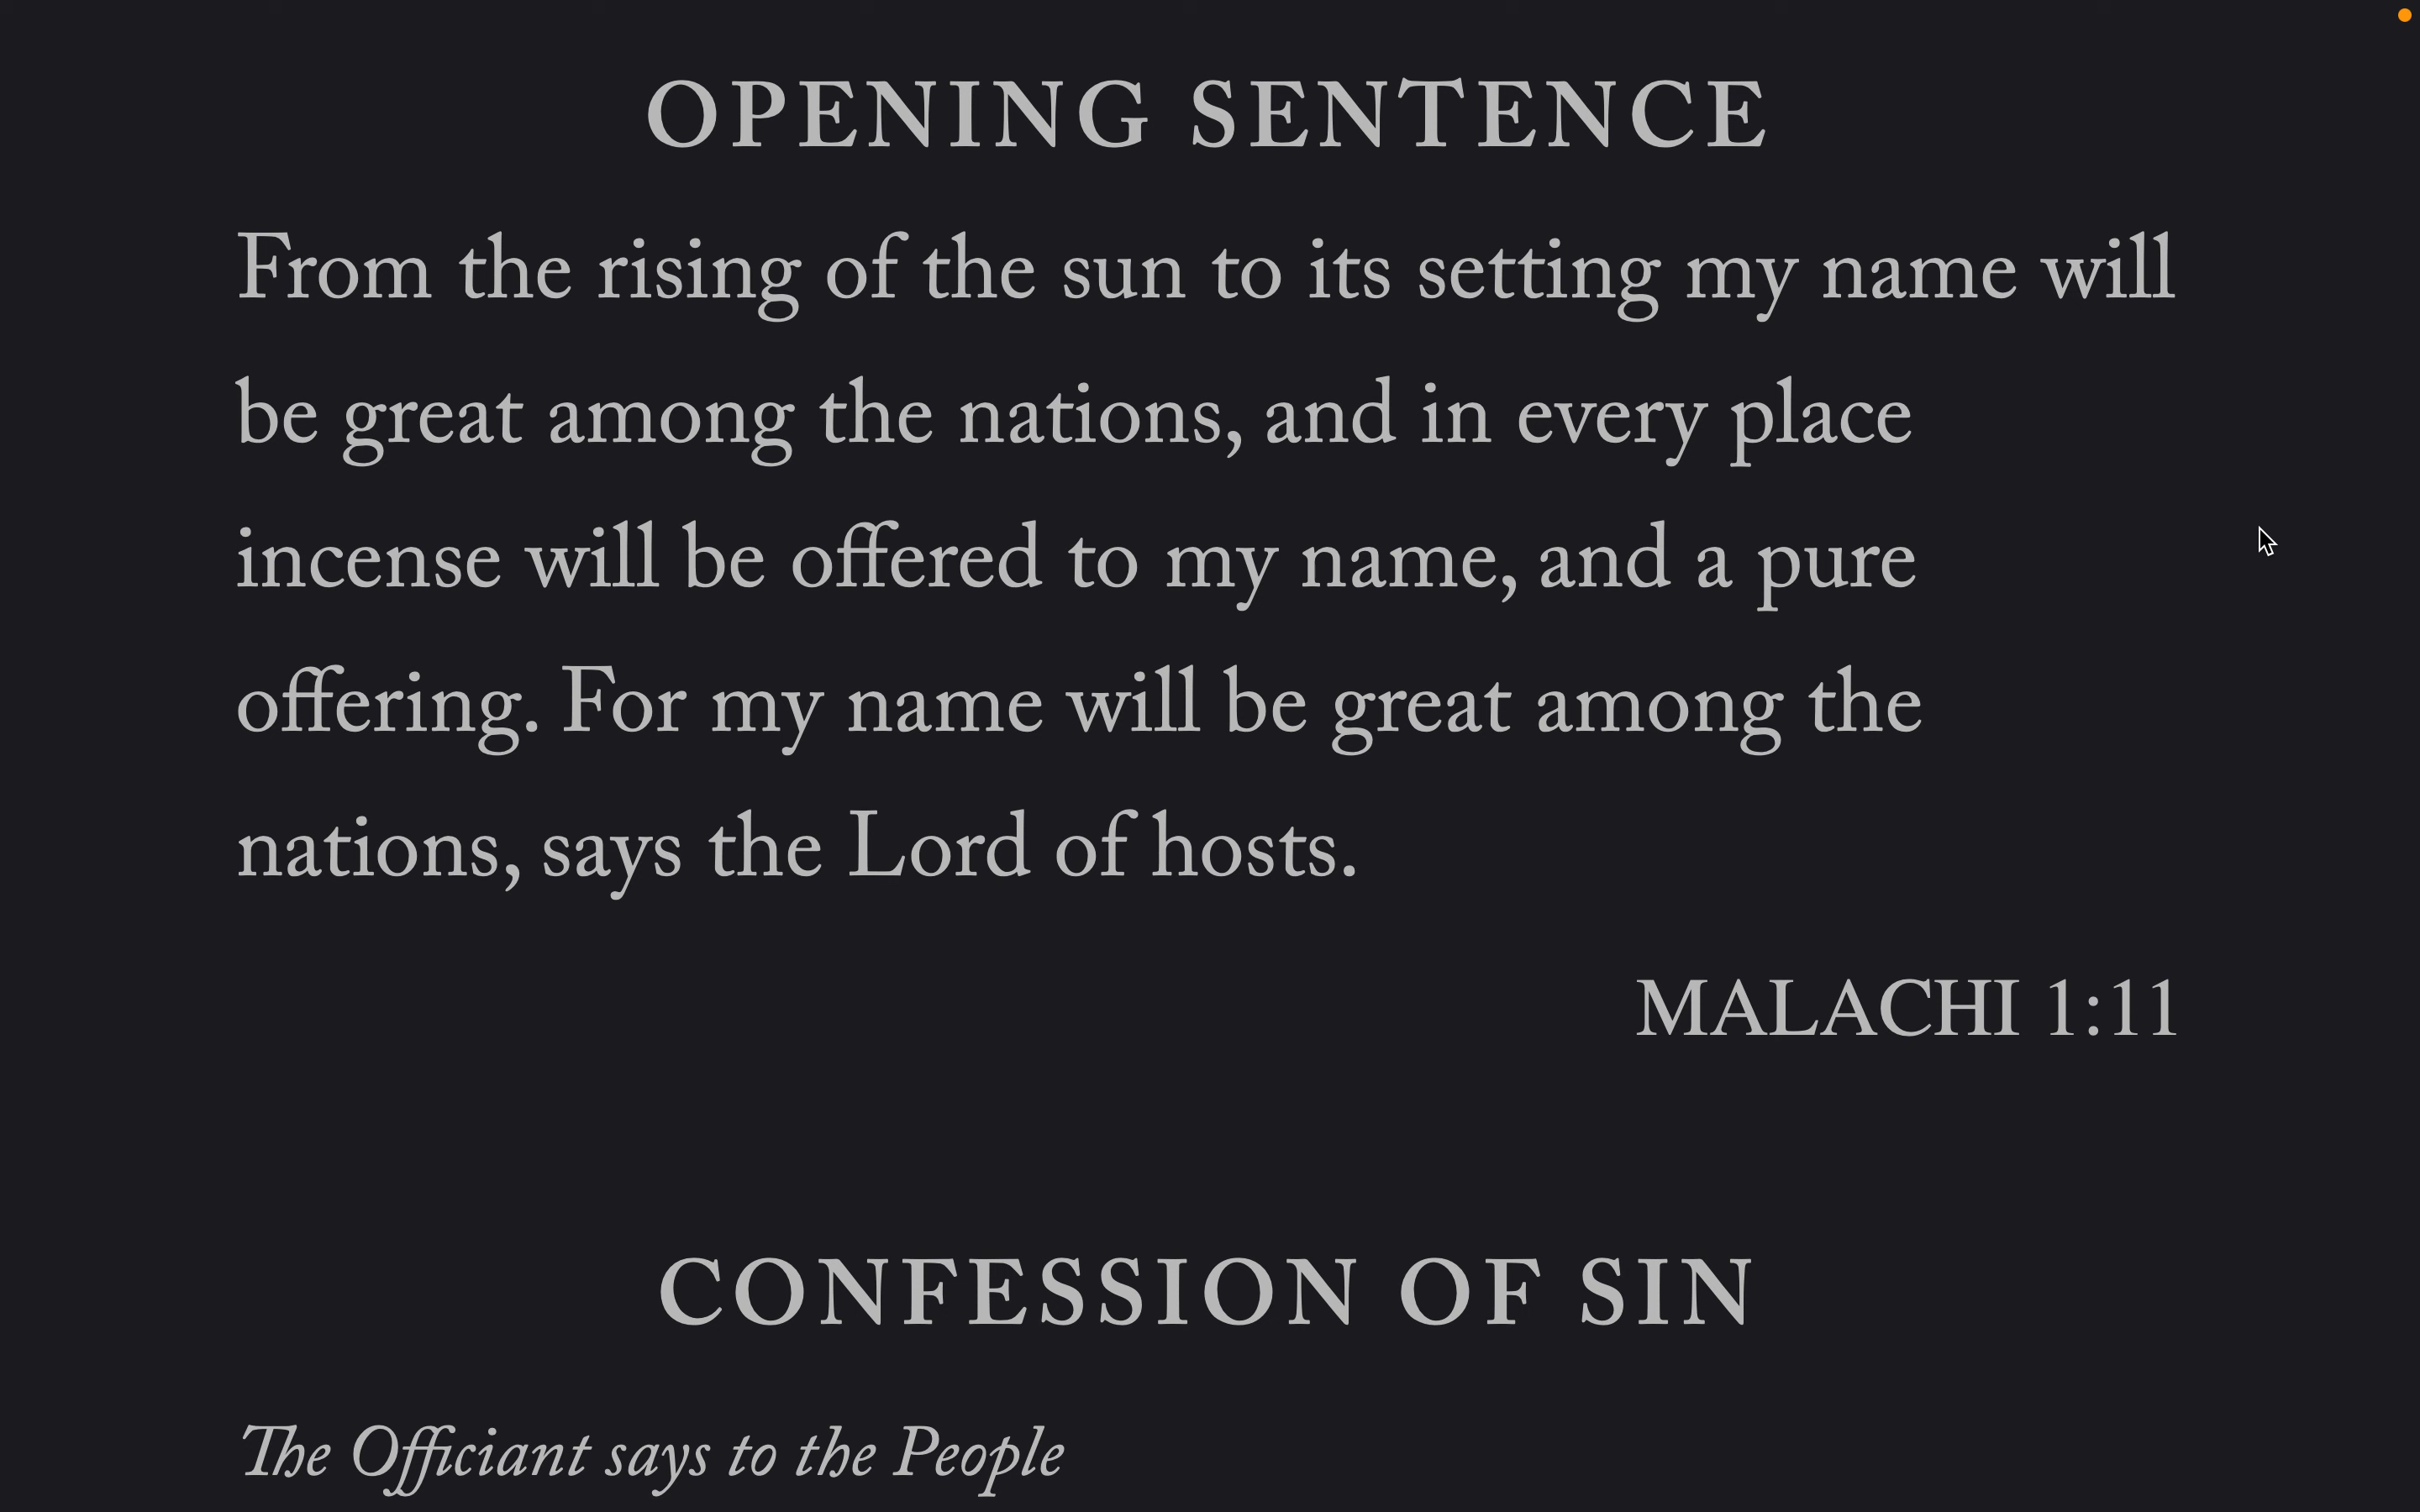 OPENING SENTENCE
From the rising of the sun to its setting my name will
be great among the nations, and in every place
incense will be offered to my name, and a pure
offering. For my name will be great among the
nations, says the Lord of hosts.
MALACHI 1:11
CONFESSION OF SIN
The Officiant says to the People